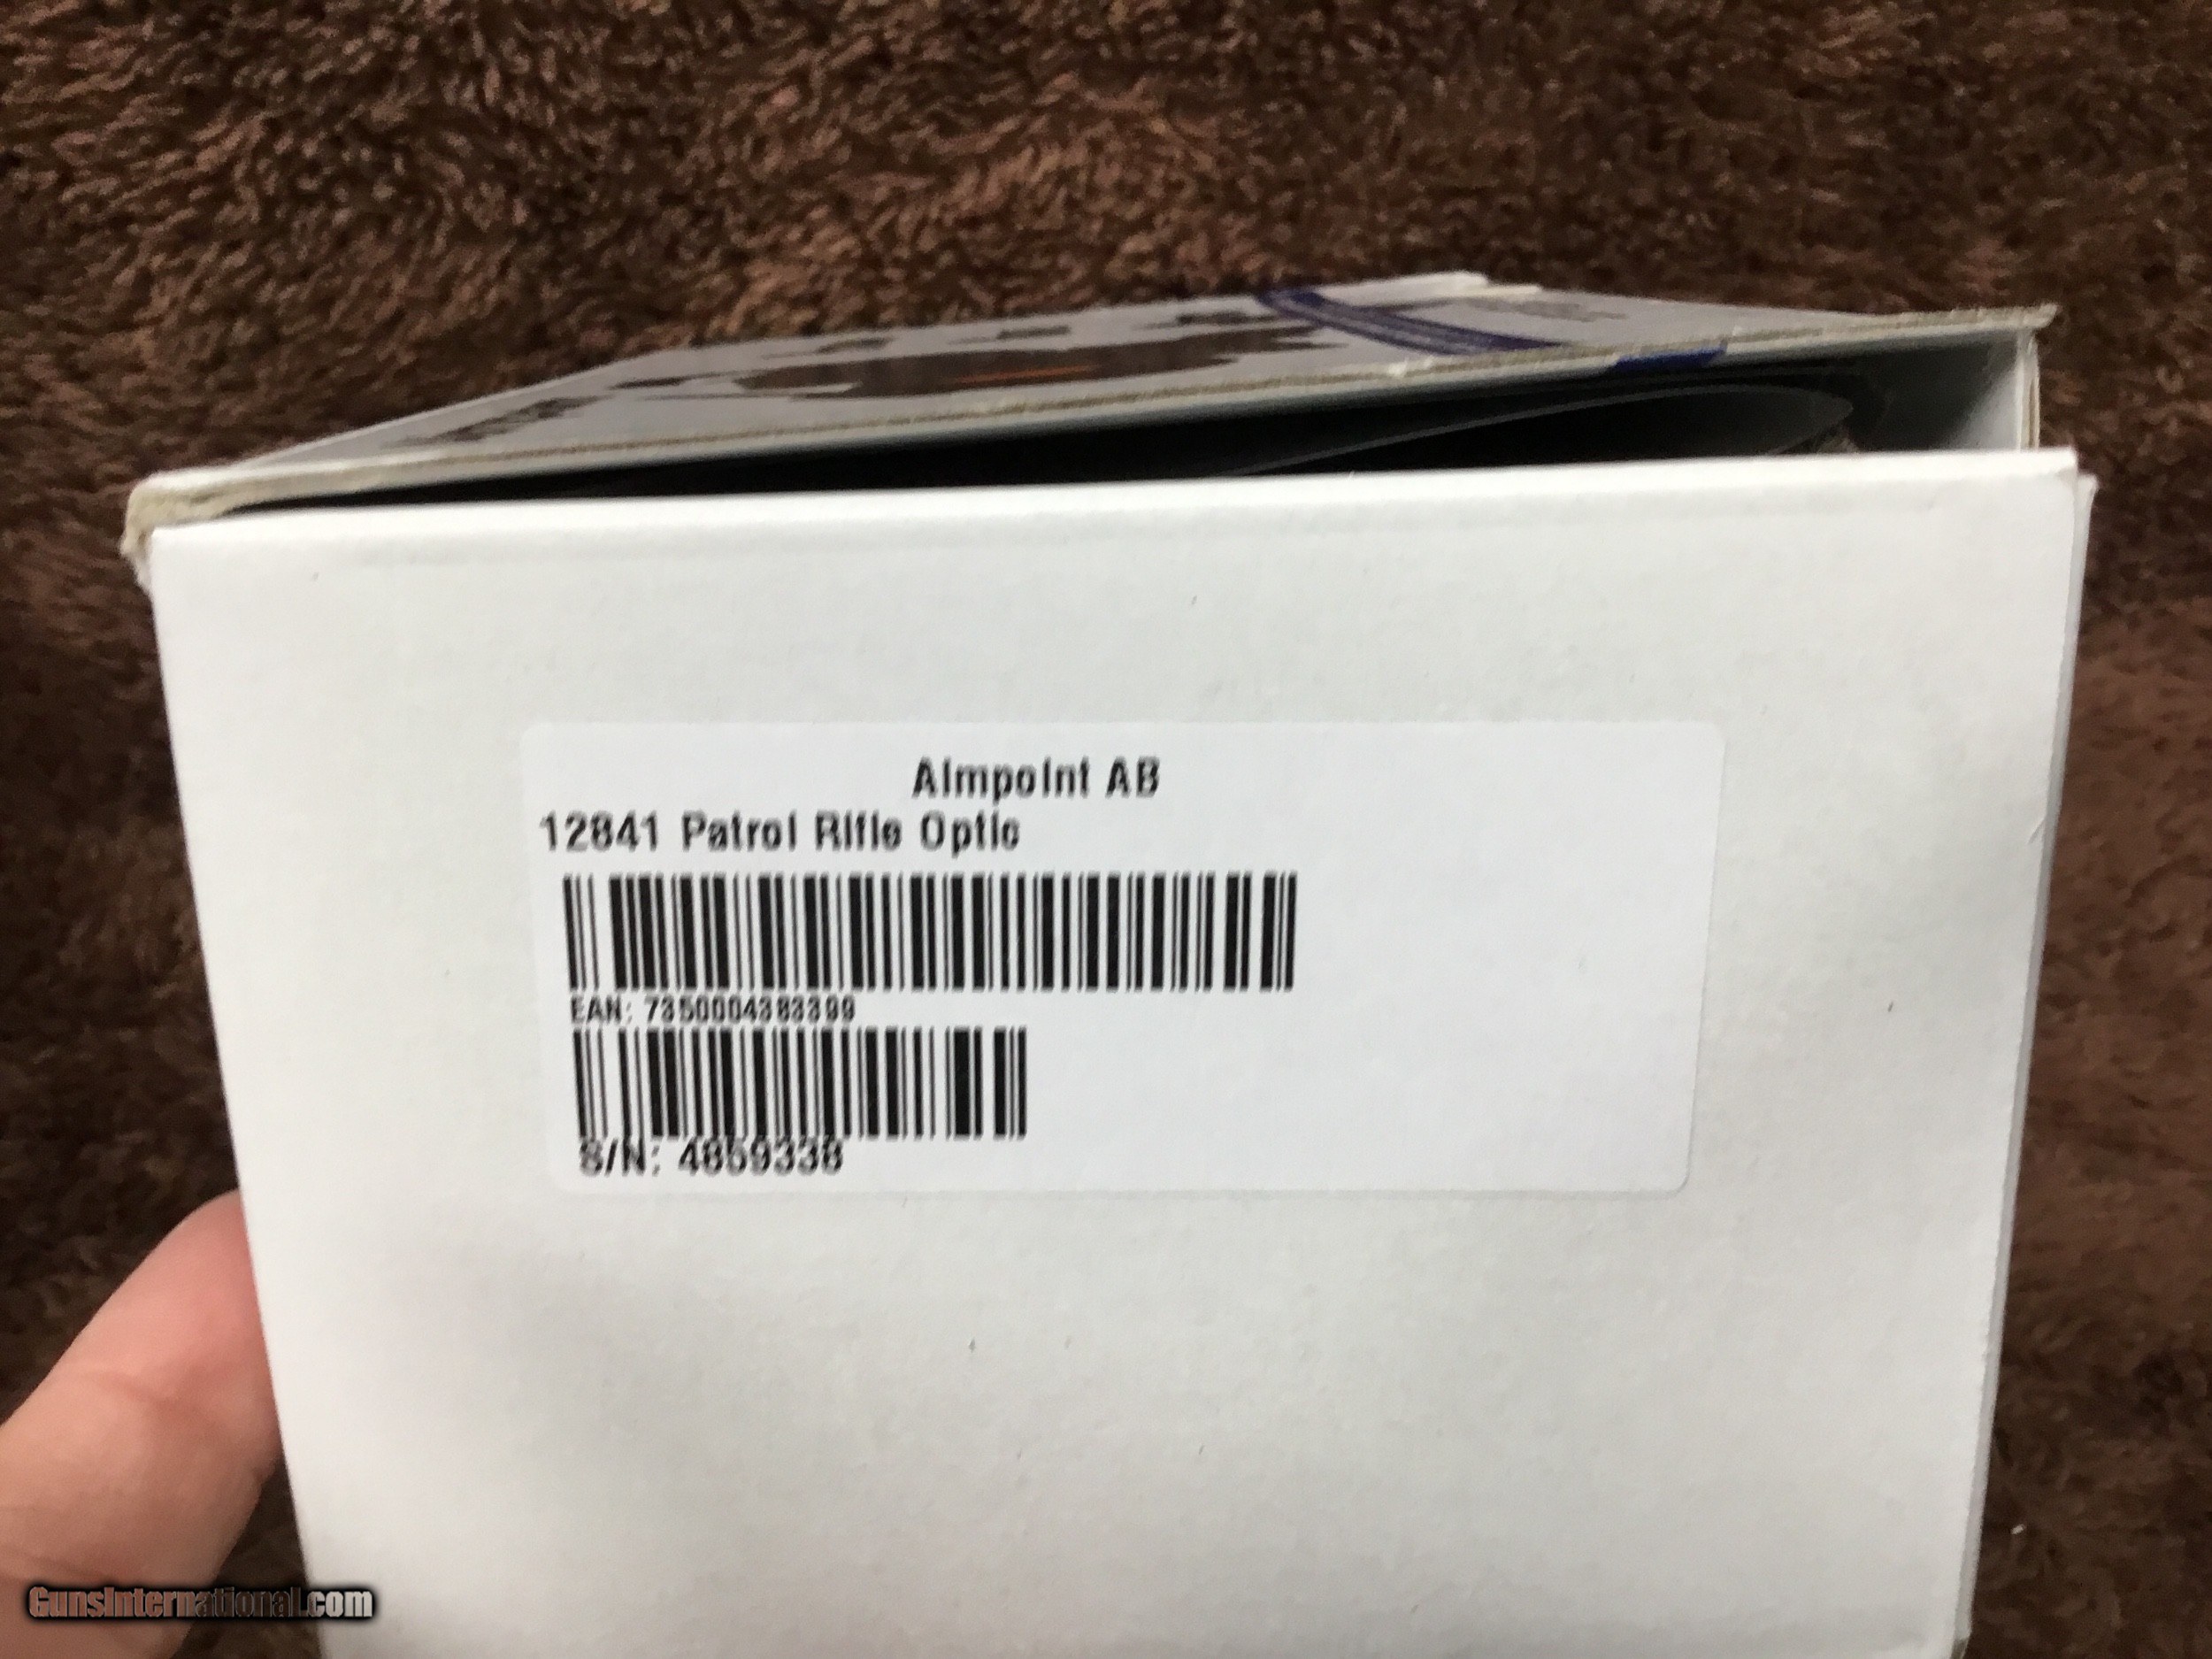 Aimpoint AB
12841 Patrol Rifle Optic
EAN: 7350004383399
S/N: 4859338
GunsInternational.com